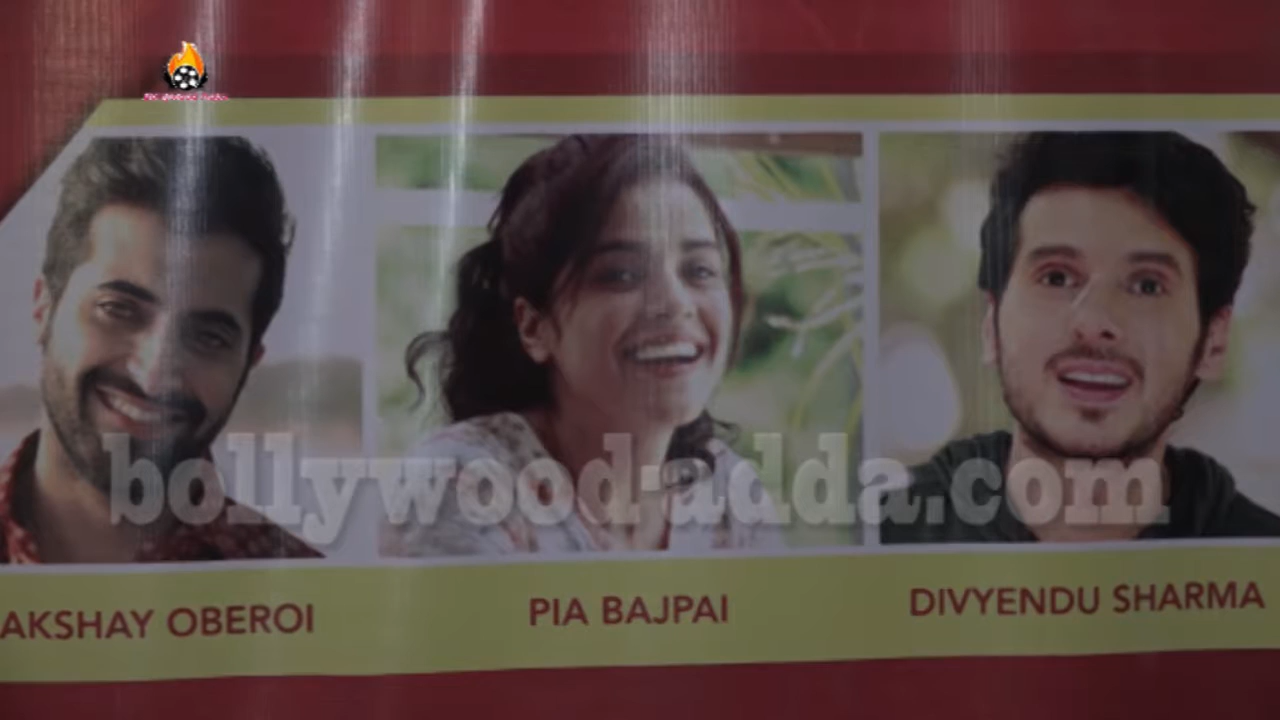 bollywood-adda.com
AKSHAY OBEROI
PIA BAJPAI
DIVYENDU SHARMA